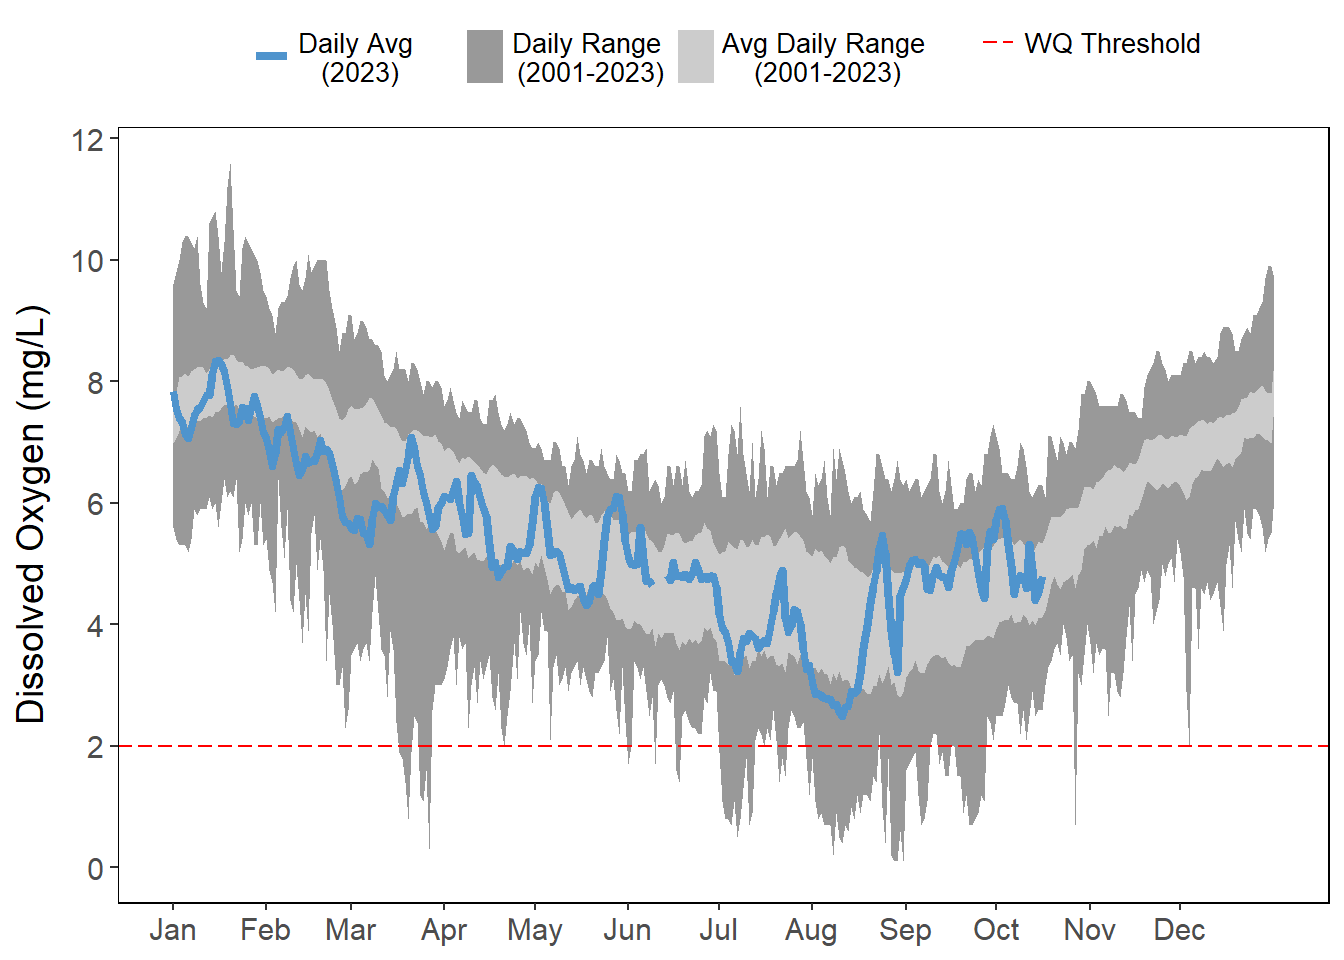 Daily Avg
(2023)
Daily Range
(2001-2023)
Avg Daily Range
(2001-2023)
WQ Threshold
Dissolved Oxygen (mg/L)
12
10
8
6
4
2
0
Jan Feb Mar Apr May Jun Jul Aug Sep Oct Nov Dec